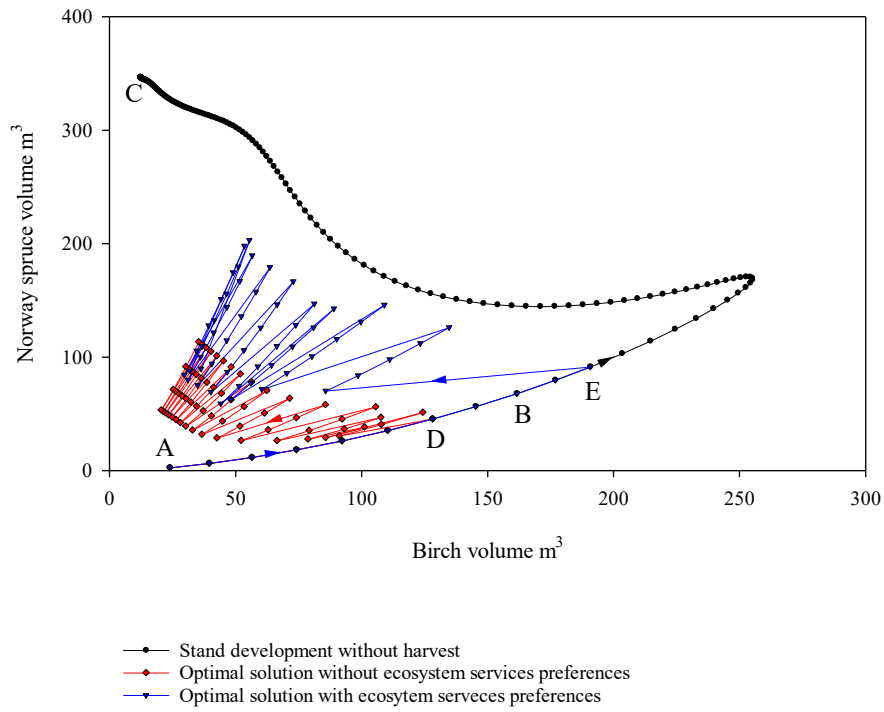 400
300
200
100
0
Norway spruce volume m³
C
A
B
D
E
0 50 100 150 200 250 300
Birch volume m³
Stand development without harvest
Optimal solution without ecosystem services preferences
Optimal solution with ecosytem serveces preferences